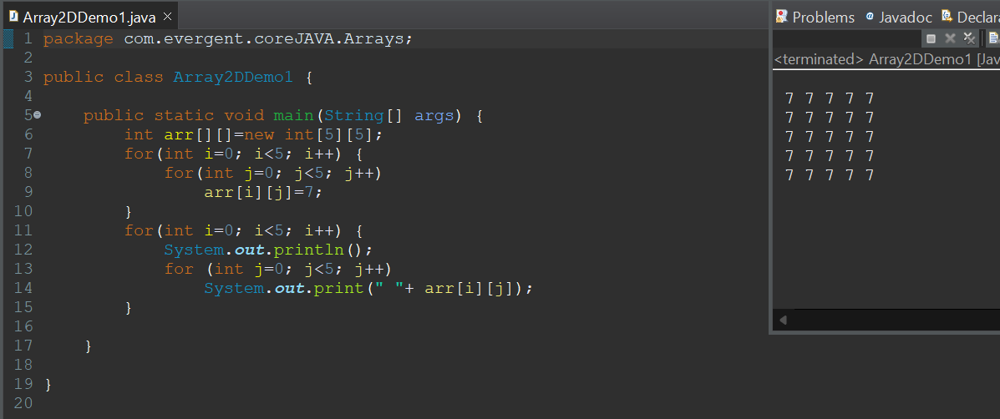 Array2DDemo1.java
1 package com.evergent.coreJAVA.Arrays;
2
3 public class Array2DDemo1 {
4
5     public static void main(String[] args) {
6         int arr[][]=new int[5][5];
7         for(int i=0; i<5; i++) {
8             for(int j=0; j<5; j++)
9                 arr[i][j]=7;
10         }
11         for(int i=0; i<5; i++) {
12             System.out.println();
13             for (int j=0; j<5; j++)
14                 System.out.print(" "+ arr[i][j]);
15         }
16
17     }
18
19 }
20
Problems Javadoc
<terminated> Array2DDemo1
7 7 7 7 7
7 7 7 7 7
7 7 7 7 7
7 7 7 7 7
7 7 7 7 7